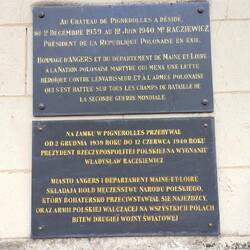 AU CHATEAU DE PIGNEROLLES A RÉSIDÉ
DU 2 DECEMBRE 1939 AU 12 JUIN 1940 Mr. RACZKIEWICZ
PRÉSIDENT DE LA REPUBLIQUE POLONAISE EN EXIL.
HOMMAGE D'ANGERS ET DU DÉPARTEMENT DE MAINE ET LOIRE
A LA NATION POLONAISE MARTYRE QUI MENA UNE LUTTE
HEROIQUE CONTRE L'ENVAHISSEUR ET À L'ARMÉE POLONAISE
QUI S'EST BATTUE SUR TOUS LES CHAMPS DE BATAILLE DE
LA SECONDE GUERRE MONDIALE.
NA ZAMKU W PIGNEROLLES PRZEBYWAŁ
OD 2 GRUDNIA 1939 ROKU DO 12 CZERWCA 1940 ROKU
PREZYDENT RZECZYPOSPOLITEJ POLSKIEJ NA WYGNANIU
WŁADYSŁAW RACZKIEWICZ
MIASTO ANGERS I DEPARTAMENT MAINE-ET-LOIRE
SKŁADAJĄ HOŁD MĘCZEŃSTWU NARODU POLSKIEGO,
KTÓRY BOHATERSKO PRZECIWSTAWIŁ SIĘ NAJEŹDŹCY,
ORAZ ARMII POLSKIEJ WALCZĄCEJ NA WSZYSTKICH POLACH
BITEW DRUGIEJ WOJNY ŚWIATOWEJ